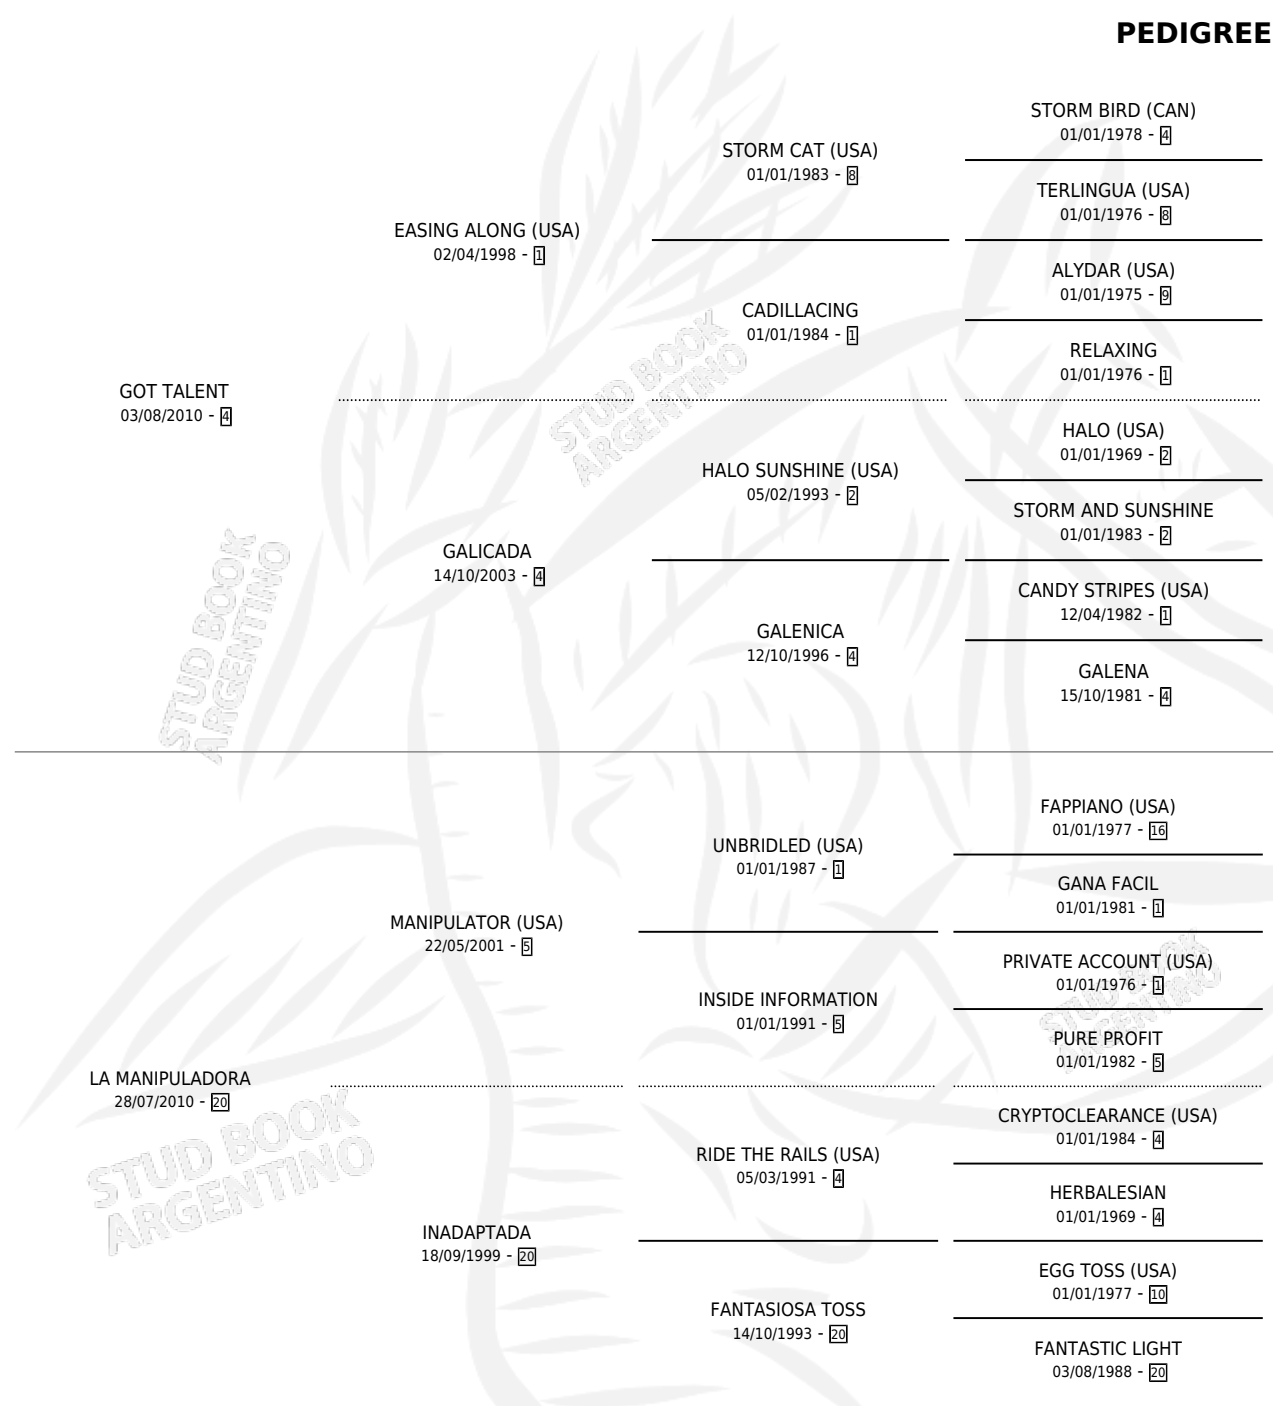 PEDIGREE
STORM BIRD (CAN)
01/01/1978 - 4
STORM CAT (USA)
01/01/1983 - 8
TERLINGUA (USA)
01/01/1976 - 8
EASING ALONG (USA)
02/04/1998 - 1
ALYDAR (USA)
01/01/1975 - 9
CADILLACING
01/01/1984 - 1
RELAXING
01/01/1976 - 1
GOT TALENT
03/08/2010 - 4
HALO (USA)
01/01/1969 - 2
HALO SUNSHINE (USA)
05/02/1993 - 2
STORM AND SUNSHINE
01/01/1983 - 2
GALICADA
14/10/2003 - 4
CANDY STRIPES (USA)
12/04/1982 - 1
GALENICA
12/10/1996 - 4
GALENA
15/10/1981 - 4
STUD BOOK
ARGENTINO
STUD BOOK
ARGENTINO
FAPPIANO (USA)
01/01/1977 - 16
UNBRIDLED (USA)
01/01/1987 - 1
GANA FACIL
01/01/1981 - 1
MANIPULATOR (USA)
22/05/2001 - 5
PRIVATE ACCOUNT (USA)
01/01/1976 - 1
INSIDE INFORMATION
01/01/1991 - 5
PURE PROFIT
01/01/1982 - 5
STUD BOOK
ARGENTINO
LA MANIPULADORA
28/07/2010 - 20
CRYPTOCLEARANCE (USA)
01/01/1984 - 4
RIDE THE RAILS (USA)
05/03/1991 - 4
HERBALESIAN
01/01/1969 - 4
INADAPTADA
18/09/1999 - 20
EGG TOSS (USA)
01/01/1977 - 10
FANTASIOSA TOSS
14/10/1993 - 20
FANTASTIC LIGHT
03/08/1988 - 20
STUD BOOK
ARGENTINO